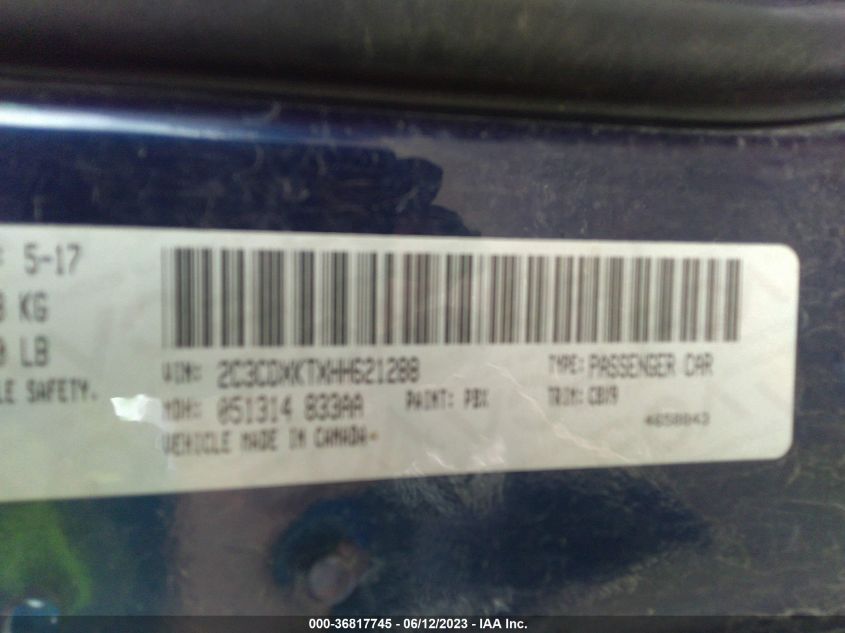 5-17
KG
LB
LE SAFETY.
VIN: 2C3CDXKTXHH621288
TYPE: PASSENGER CAR
MDH: 051314 833AA
PAINT: PBX
TRIM: CBX9
VEHICLE MADE IN CANADA
4658843
000-36817745 - 06/12/2023 - IAA Inc.